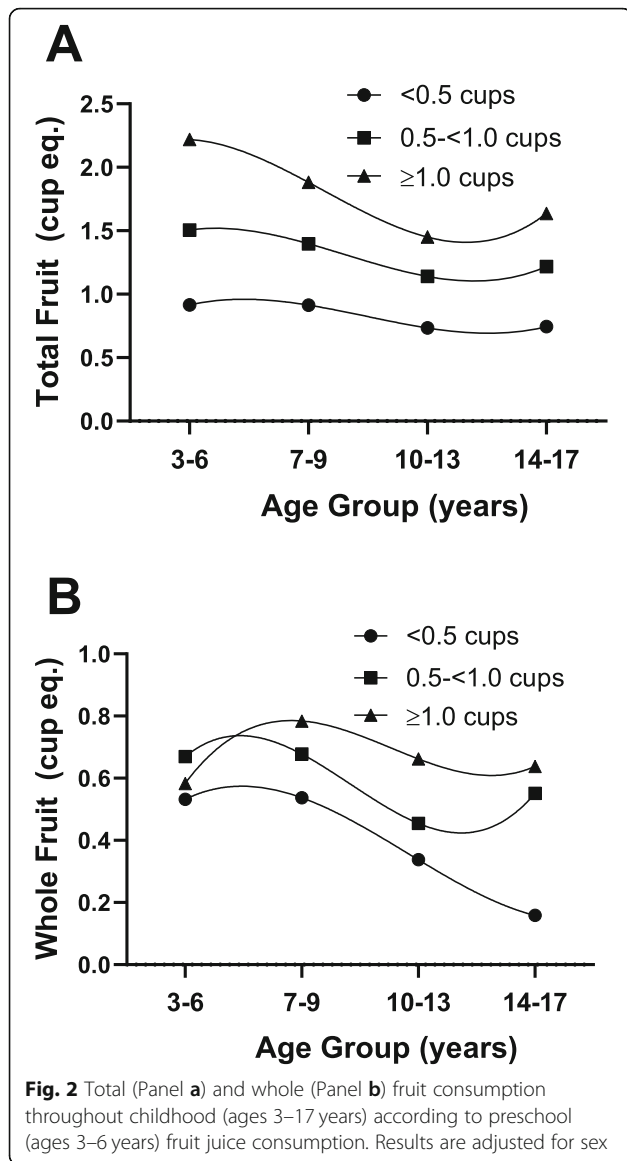 A
<0.5 cups
0.5-<1.0 cups
≥1.0 cups
Total Fruit (cup eq.)
2.5
2.0
1.5
1.0
0.5
0.0
3-6 7-9 10-13 14-17
Age Group (years)
B
<0.5 cups
0.5-<1.0 cups
≥1.0 cups
Whole Fruit (cup eq.)
1.0
0.8
0.6
0.4
0.2
0.0
3-6 7-9 10-13 14-17
Age Group (years)
Fig. 2 Total (Panel a) and whole (Panel b) fruit consumption
throughout childhood (ages 3–17 years) according to preschool
(ages 3–6 years) fruit juice consumption. Results are adjusted for sex